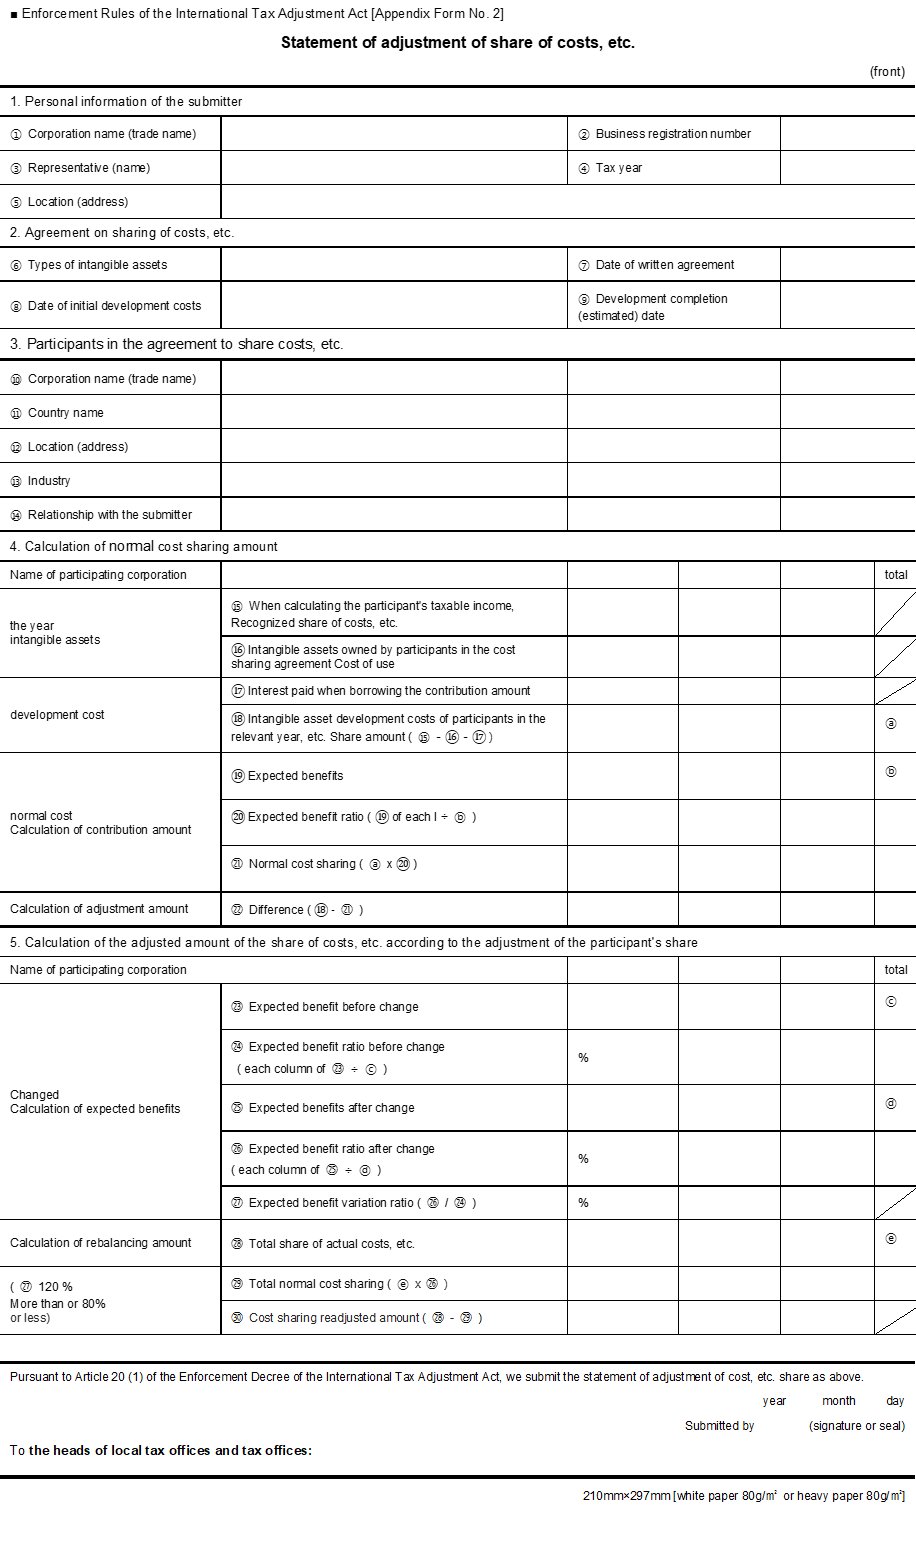 ■ Enforcement Rules of the International Tax Adjustment Act [Appendix Form No. 2]
Statement of adjustment of share of costs, etc.
(front)
1. Personal information of the submitter
① Corporation name (trade name)
② Business registration number
③ Representative (name)
④ Tax year
⑤ Location (address)
2. Agreement on sharing of costs, etc.
⑥ Types of intangible assets
⑦ Date of written agreement
⑧ Date of initial development costs
⑨ Development completion
(estimated) date
3. Participants in the agreement to share costs, etc.
⑩ Corporation name (trade name)
⑪ Country name
⑫ Location (address)
⑬ Industry
⑭ Relationship with the submitter
4. Calculation of normal cost sharing amount
Name of participating corporation
total
the year
intangible assets
⑮ When calculating the participant's taxable income,
Recognized share of costs, etc.
⑯ Intangible assets owned by participants in the cost
sharing agreement Cost of use
development cost
⑰ Interest paid when borrowing the contribution amount
⑱ Intangible asset development costs of participants in the
relevant year, etc. Share amount ( ⑮ - ⑯ - ⑰ )
ⓐ
normal cost
Calculation of contribution amount
⑲ Expected benefits
ⓑ
⑳ Expected benefit ratio ( ⑲ of each l ÷ ⓑ )
㉑ Normal cost sharing ( ⓐ x ⑳ )
Calculation of adjustment amount
㉒ Difference ( ⑱ - ㉑ )
5. Calculation of the adjusted amount of the share of costs, etc. according to the adjustment of the participant's share
Name of participating corporation
total
Changed
Calculation of expected benefits
㉓ Expected benefit before change
ⓒ
㉔ Expected benefit ratio before change
( each column of ㉓ ÷ ⓒ )
%
㉕ Expected benefits after change
ⓓ
㉖ Expected benefit ratio after change
( each column of ㉕ ÷ ⓓ )
%
㉗ Expected benefit variation ratio ( ㉖ / ㉔ )
%
Calculation of rebalancing amount
㉘ Total share of actual costs, etc.
ⓔ
( ㉗ 120 %
More than or 80%
or less)
㉙ Total normal cost sharing ( ⓔ x ㉖ )
㉚ Cost sharing readjusted amount ( ㉘ - ㉙ )
Pursuant to Article 20 (1) of the Enforcement Decree of the International Tax Adjustment Act, we submit the statement of adjustment of cost, etc. share as above.
year month day
Submitted by (signature or seal)
To the heads of local tax offices and tax offices:
210mm×297mm [white paper 80g/㎡ or heavy paper 80g/㎡]